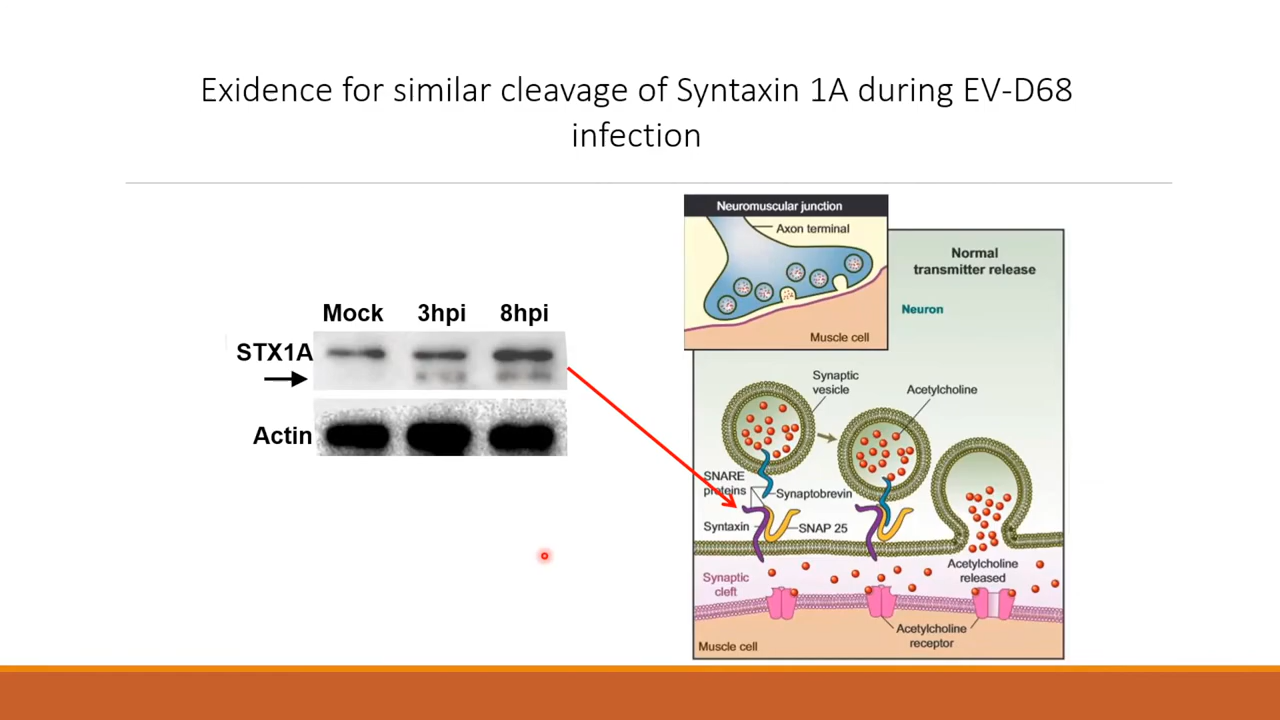 Exidence for similar cleavage of Syntaxin 1A during EV-D68
infection
Mock 3hpi 8hpi
STX1A
Actin
Neuromuscular junction
Axon terminal
Muscle cell
Normal
transmitter release
Neuron
Synaptic
vesicle
Acetylcholine
SNARE
proteins
Synaptobrevin
Syntaxin
SNAP 25
Acetylcholine
released
Synaptic
cleft
Acetylcholine
receptor
Muscle cell